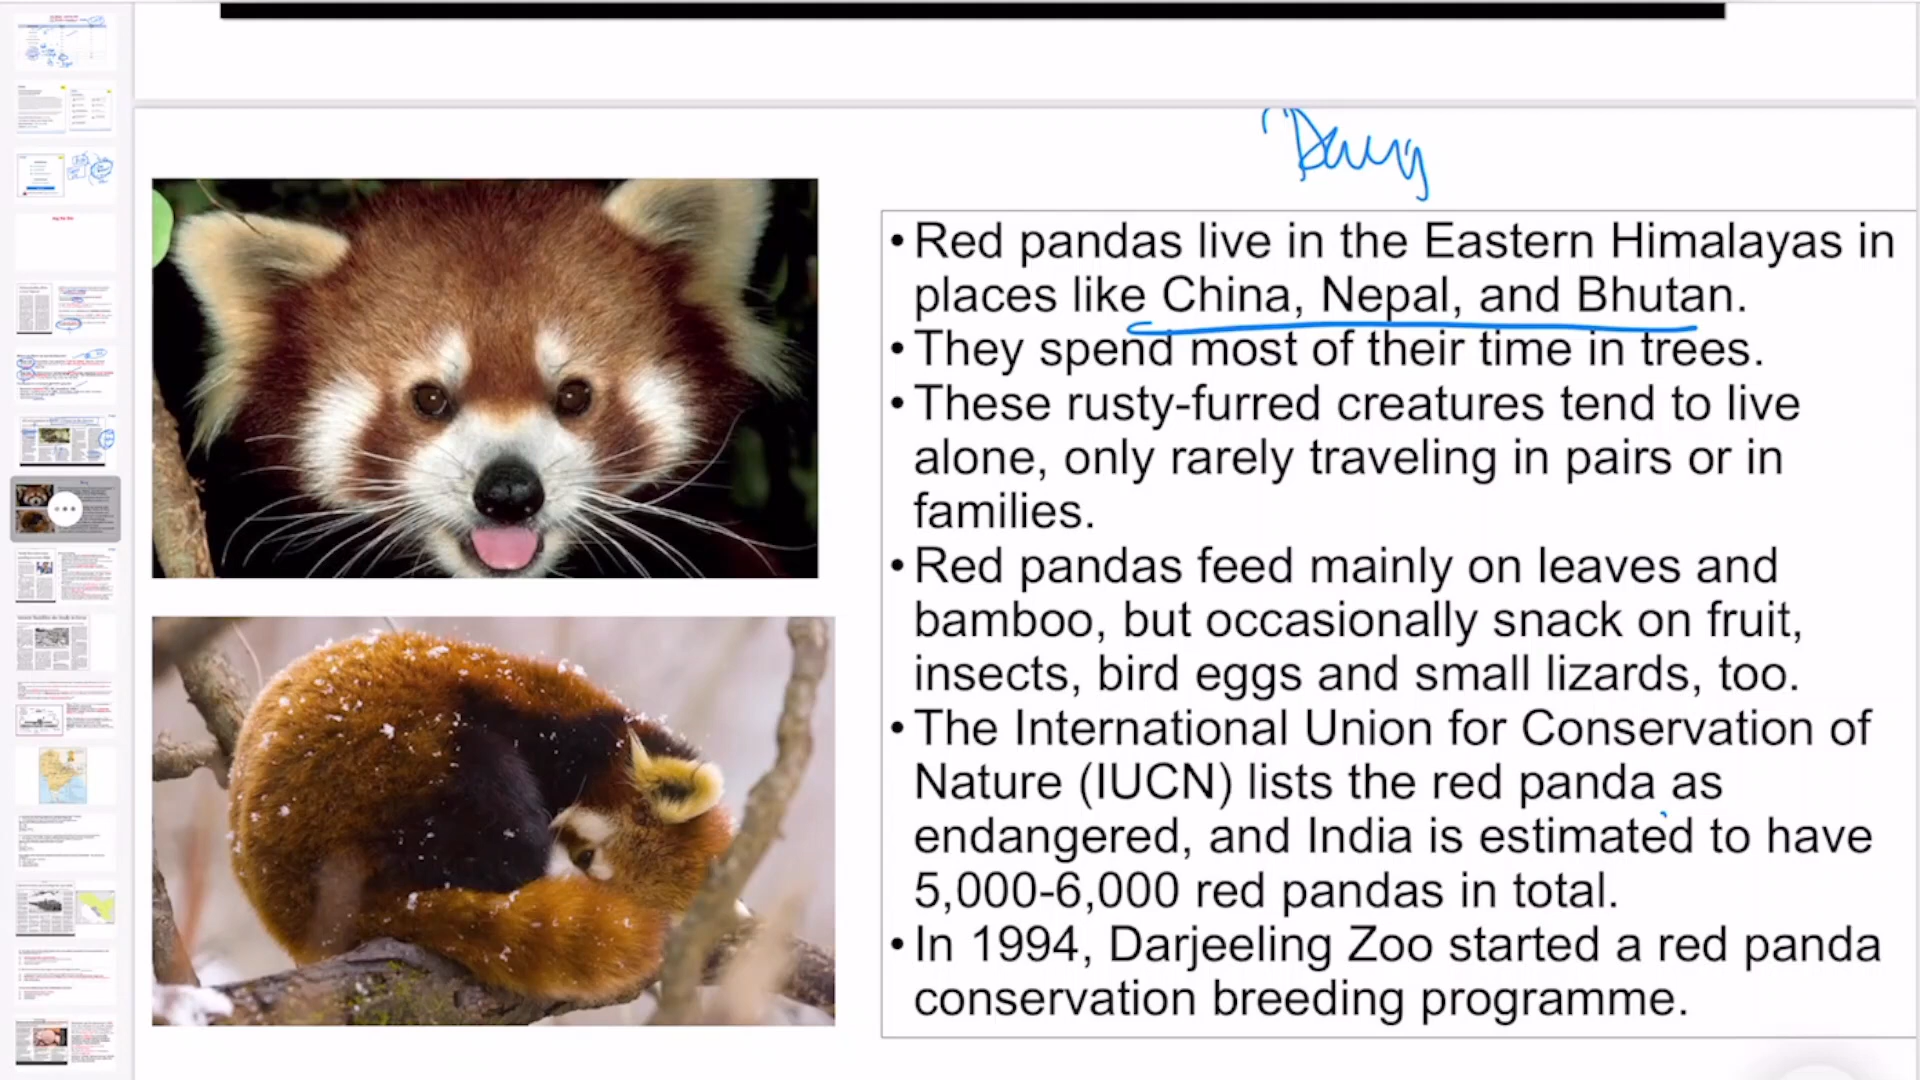 •Red pandas live in the Eastern Himalayas in
places like China, Nepal, and Bhutan.
•They spend most of their time in trees.
•These rusty-furred creatures tend to live
alone, only rarely traveling in pairs or in
families.
•Red pandas feed mainly on leaves and
bamboo, but occasionally snack on fruit,
insects, bird eggs and small lizards, too.
•The International Union for Conservation of
Nature (IUCN) lists the red panda as
endangered, and India is estimated to have
5,000-6,000 red pandas in total.
•In 1994, Darjeeling Zoo started a red panda
conservation breeding programme.